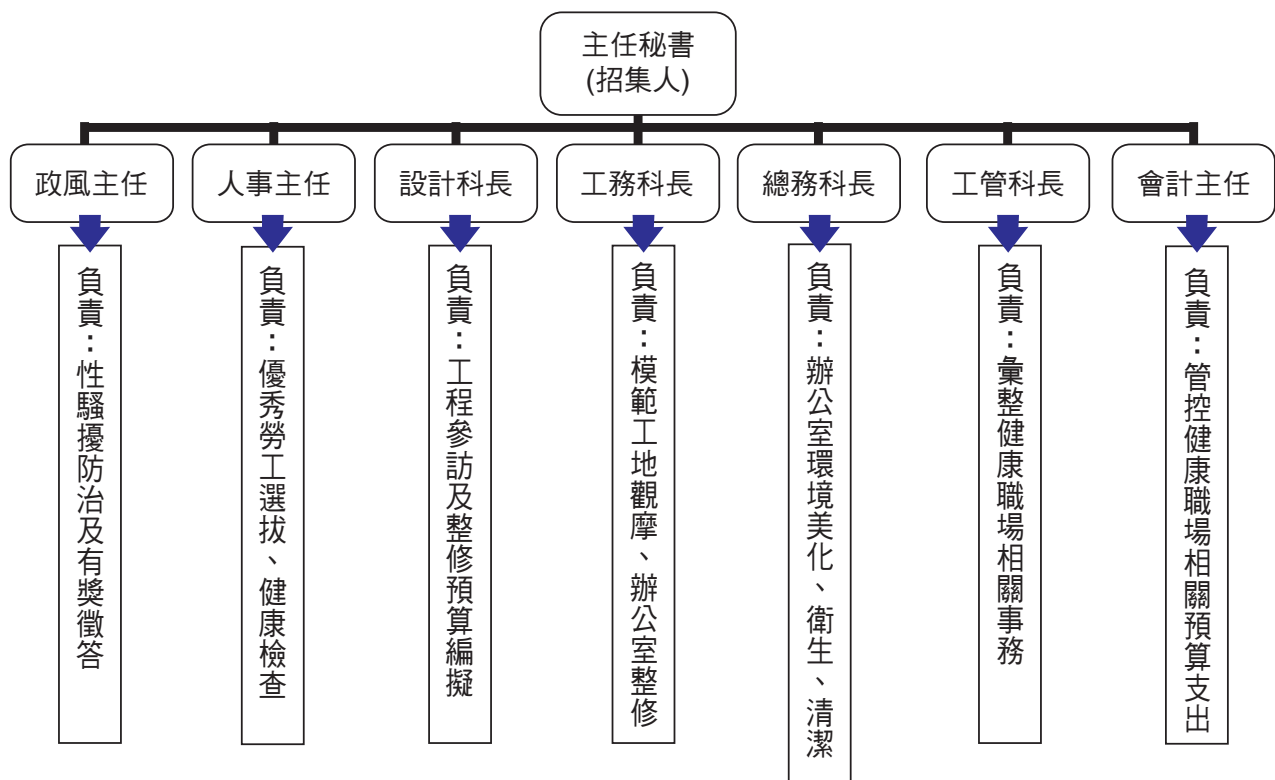 主任秘書
(招集人)
政風主任
人事主任
設計科長
工務科長
總務科長
工管科長
會計主任
負責：性騷擾防治及有獎徵答
負責：優秀勞工選拔、健康檢查
負責：工程參訪及整修預算編擬
負責：模範工地觀摩、辦公室整修
負責：辦公室環境美化、衛生、清潔
負責：彙整健康職場相關事務
負責：管控健康職場相關預算支出